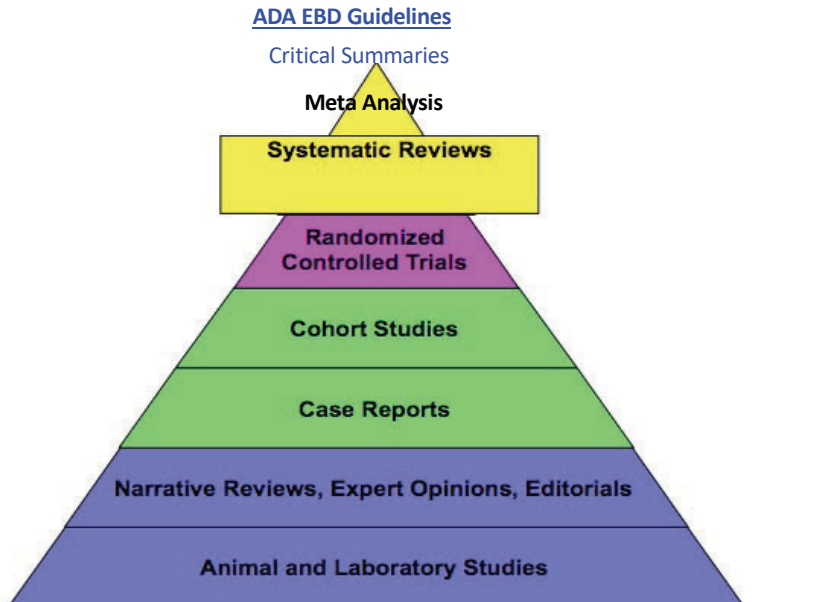 ADA EBD Guidelines
Critical Summaries
Meta Analysis
Systematic Reviews
Randomized
Controlled Trials
Cohort Studies
Case Reports
Narrative Reviews, Expert Opinions, Editorials
Animal and Laboratory Studies